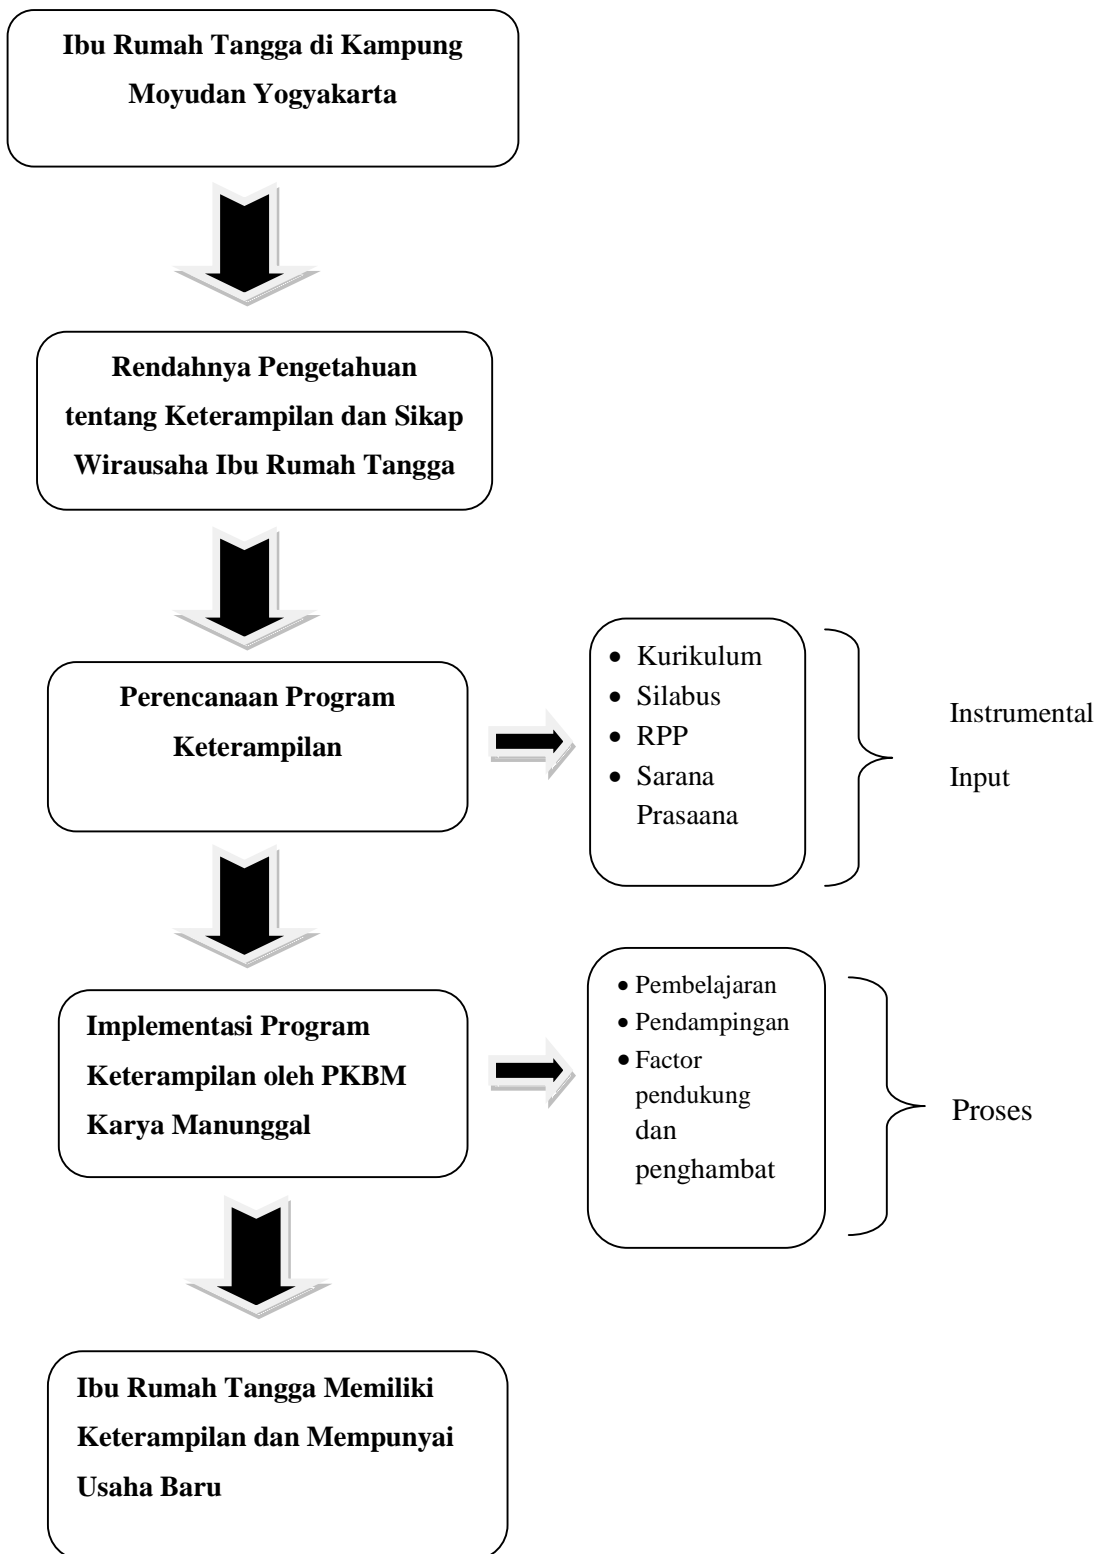 Ibu Rumah Tangga di Kampung
Moyudan Yogyakarta
Rendahnya Pengetahuan
tentang Keterampilan dan Sikap
Wirausaha Ibu Rumah Tangga
Perencanaan Program
Keterampilan
• Kurikulum
• Silabus
• RPP
• Sarana
Prasaana
Instrumental
Input
Implementasi Program
Keterampilan oleh PKBM
Karya Manunggal
• Pembelajaran
• Pendampingan
• Factor
pendukung
dan
penghambat
Proses
Ibu Rumah Tangga Memiliki
Keterampilan dan Mempunyai
Usaha Baru